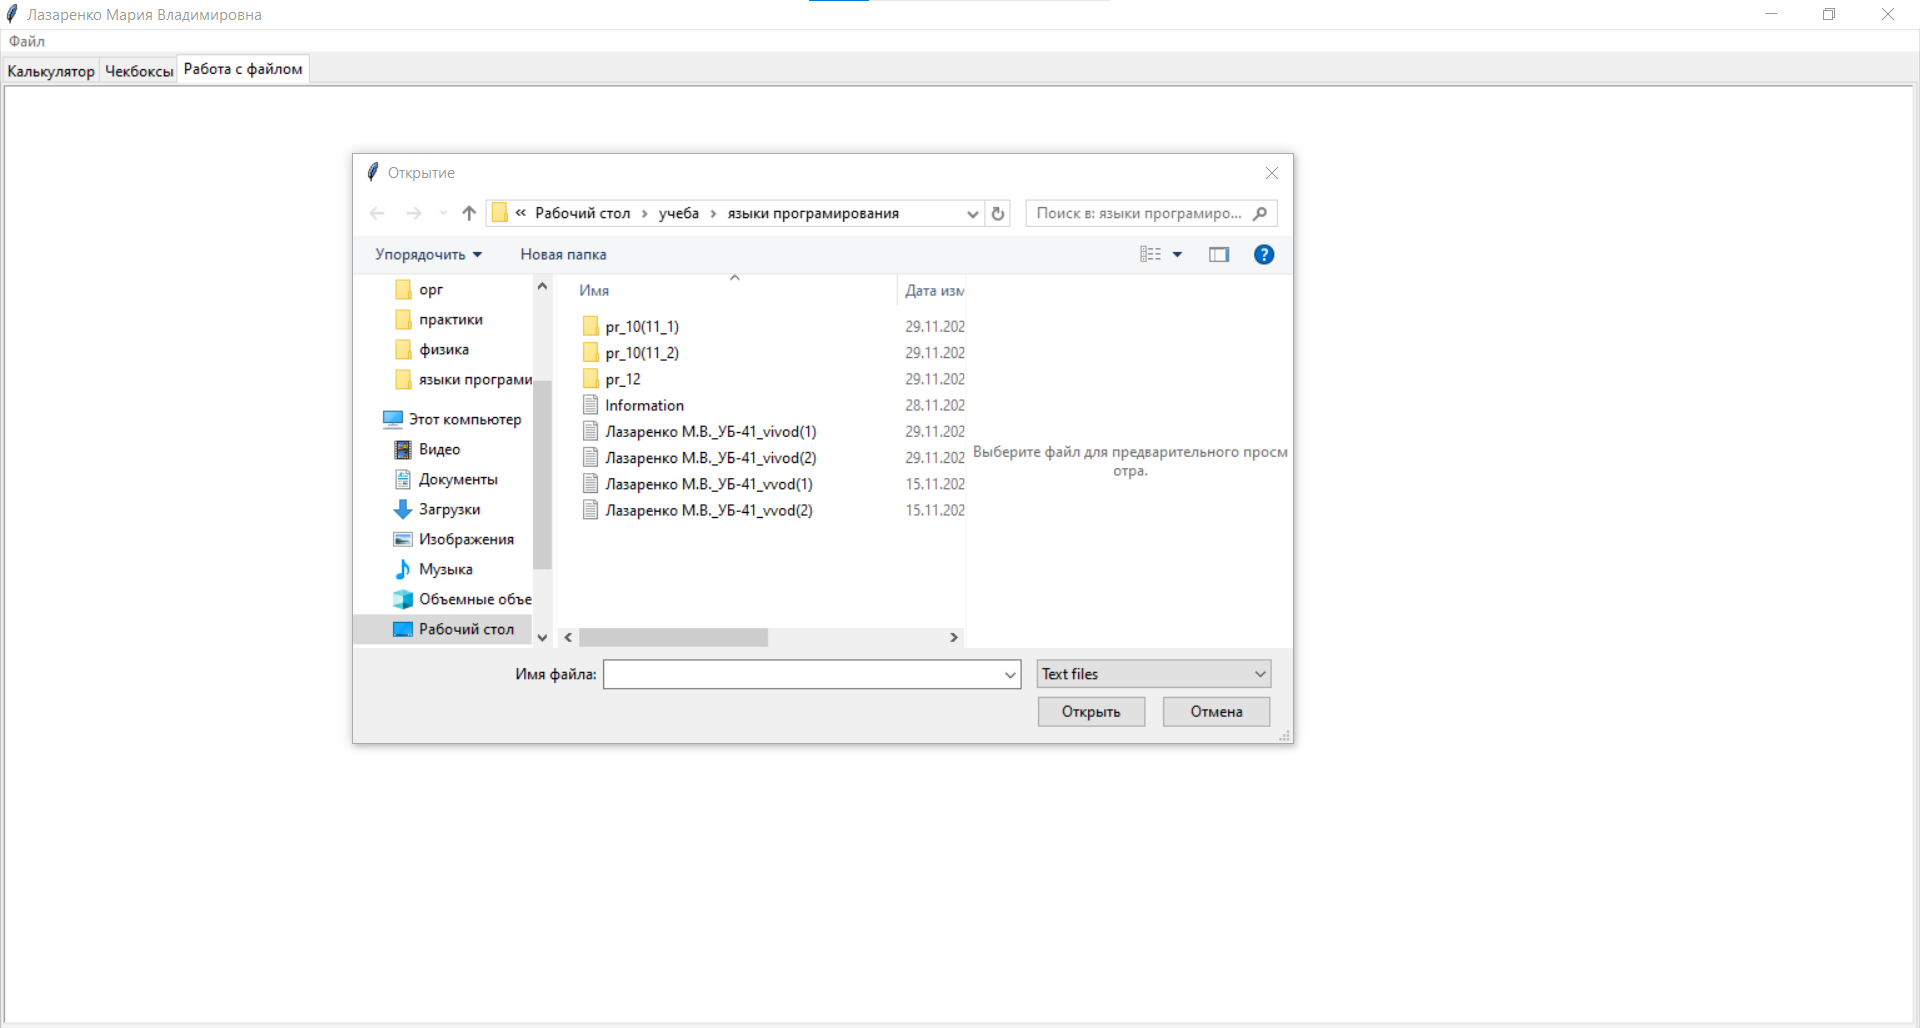 Лазаренко Мария Владимировна
Файл
Калькулятор Чекбоксы Работа с файлом
Открытие
« Рабочий стол › учеба › языки програмирования
Поиск в: языки програмиро...
Упорядочить
Новая папка
?
орг
практики
физика
языки програми
Этот компьютер
Видео
Документы
Загрузки
Изображения
Музыка
Объемные объе
Рабочий стол
Имя Дата изм
pr_10(11_1) 29.11.202
pr_10(11_2) 29.11.202
pr_12 29.11.202
Information 28.11.202
Лазаренко М.В._УБ-41_vivod(1) 29.11.202
Лазаренко М.В._УБ-41_vivod(2) 29.11.202
Лазаренко М.В._УБ-41_vvod(1) 15.11.202
Лазаренко М.В._УБ-41_vvod(2) 15.11.202
Выберите файл для предварительного просм
отра.
Имя файла:
Text files
Открыть
Отмена